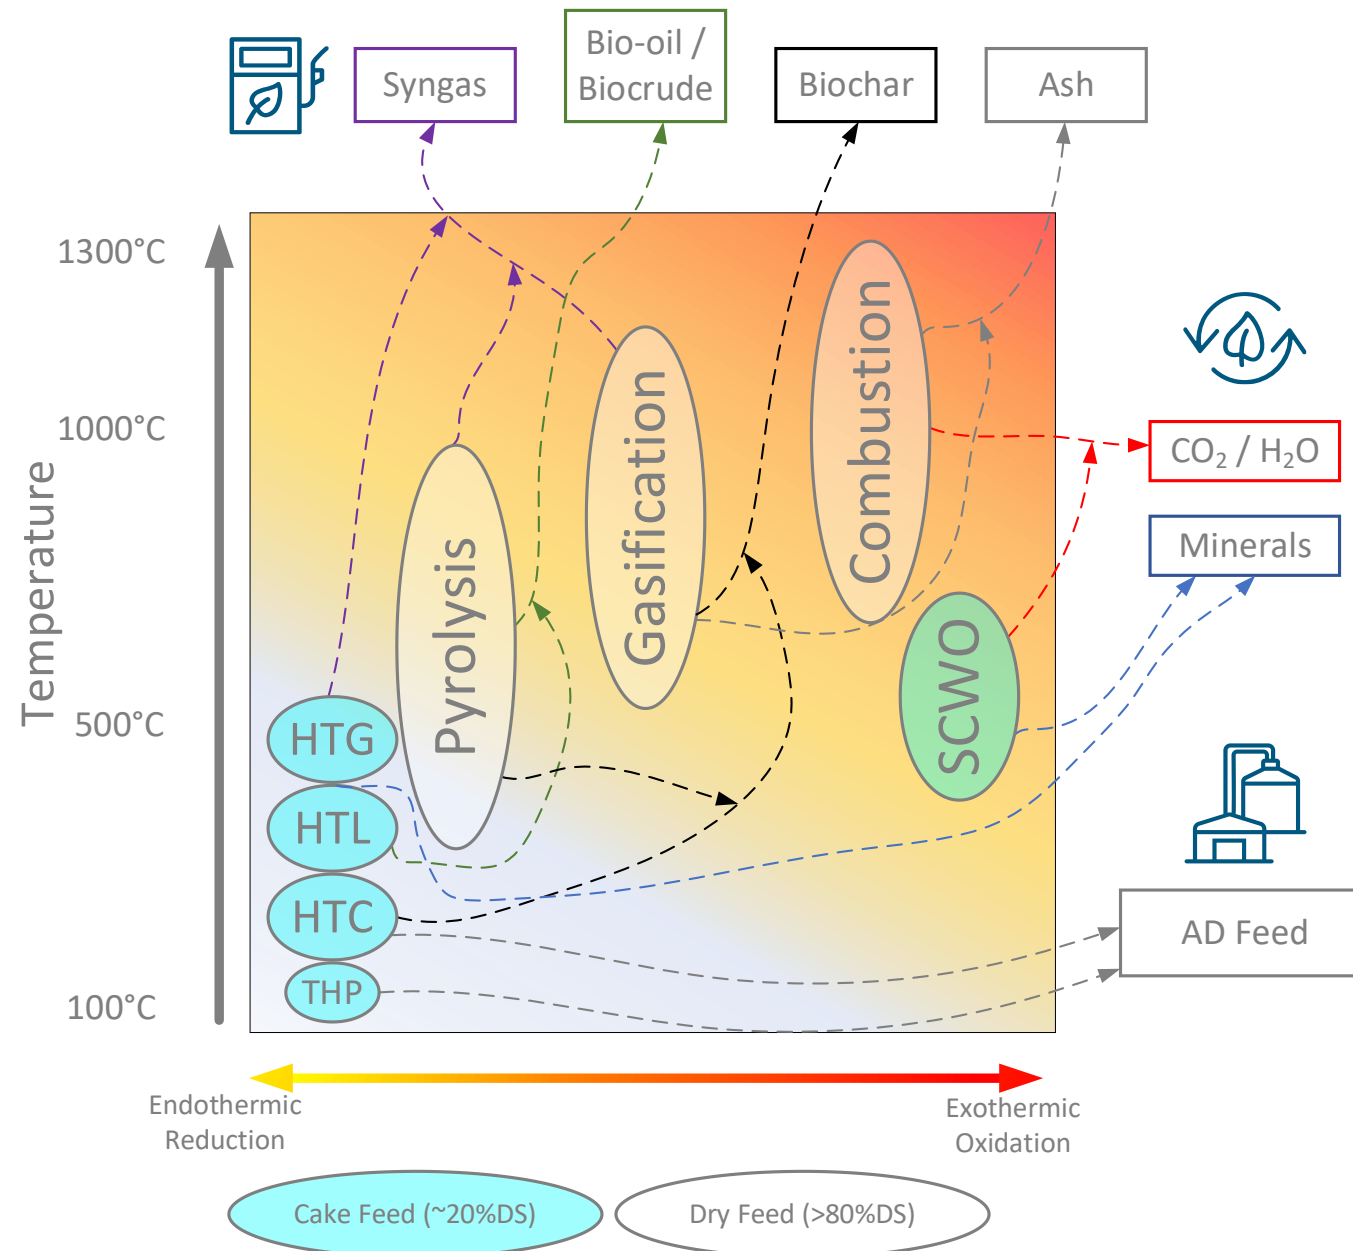 Syngas
Bio-oil /
Biocrude
Biochar
Ash
1300°C
1000°C
500°C
100°C
Temperature
Pyrolysis
Gasification
Combustion
SCWO
HTG
HTL
HTC
THP
CO₂ / H₂O
Minerals
AD Feed
Endothermic
Reduction
Exothermic
Oxidation
Cake Feed (~20%DS)
Dry Feed (>80%DS)